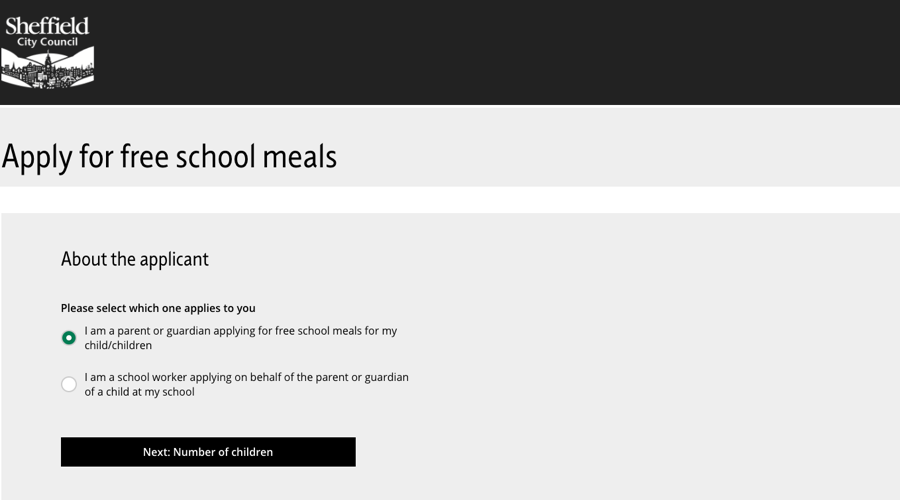 Sheffield
City Council
Apply for free school meals
About the applicant
Please select which one applies to you
I am a parent or guardian applying for free school meals for my
child/children
I am a school worker applying on behalf of the parent or guardian
of a child at my school
Next: Number of children